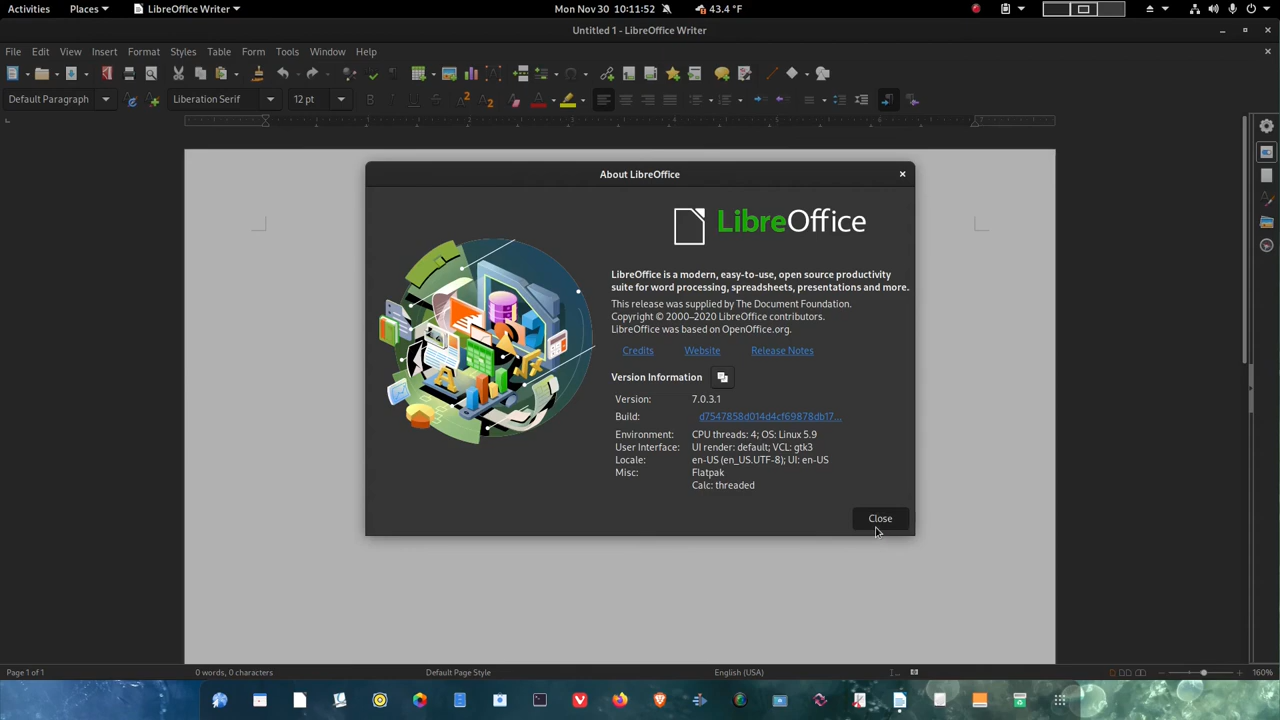 Activities Places LibreOffice Writer Mon Nov 30 10:11:52 43.4 °F
Untitled 1 - LibreOffice Writer
File Edit View Insert Format Styles Table Form Tools Window Help
Default Paragraph Liberation Serif 12 pt
About LibreOffice
LibreOffice
LibreOffice is a modern, easy-to-use, open source productivity
suite for word processing, spreadsheets, presentations and more.
This release was supplied by The Document Foundation.
Copyright © 2000–2020 LibreOffice contributors.
LibreOffice was based on OpenOffice.org.
Credits Website Release Notes
Version Information
Version: 7.0.3.1
Build: d7547858d014d4cf69878db17...
Environment: CPU threads: 4; OS: Linux 5.9
User Interface: UI render: default; VCL: gtk3
Locale: en-US (en_US.UTF-8); UI: en-US
Misc: Flatpak
Calc: threaded
Close
Page 1 of 1 0 words, 0 characters Default Page Style English (USA) 160%